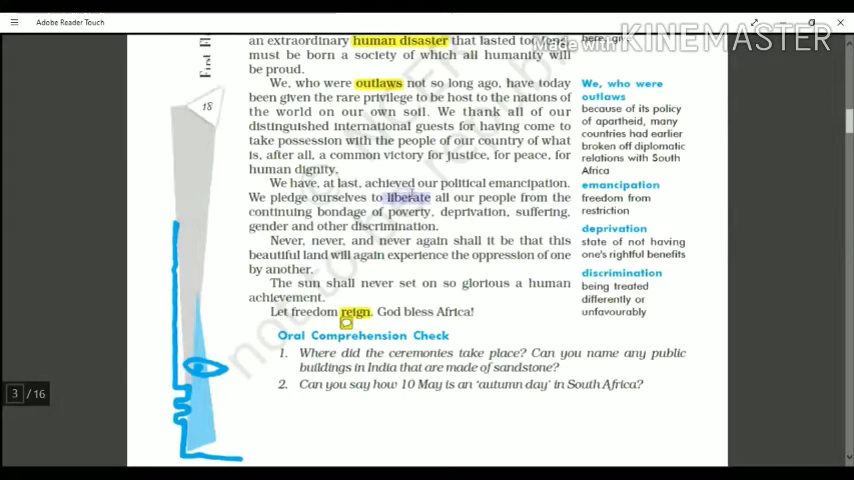 Adobe Reader Touch
Made with KINEMASTER
First Fl
18
an extraordinary human disaster that lasted too long,
must be born a society of which all humanity will
be proud.
We, who were outlaws not so long ago, have today
been given the rare privilege to be host to the nations of
the world on our own soil. We thank all of our
distinguished international guests for having come to
take possession with the people of our country of what
is, after all, a common victory for justice, for peace, for
human dignity.
We have, at last, achieved our political emancipation.
We pledge ourselves to liberate all our people from the
continuing bondage of poverty, deprivation, suffering,
gender and other discrimination.
Never, never, and never again shall it be that this
beautiful land will again experience the oppression of one
by another.
The sun shall never set on so glorious a human
achievement.
Let freedom reign. God bless Africa!
We, who were
outlaws
because of its policy
of apartheid, many
countries had earlier
broken off diplomatic
relations with South
Africa
emancipation
freedom from
restriction
deprivation
state of not having
one's rightful benefits
discrimination
being treated
differently or
unfavourably
Oral Comprehension Check
1. Where did the ceremonies take place? Can you name any public
buildings in India that are made of sandstone?
2. Can you say how 10 May is an 'autumn day' in South Africa?
3 / 16